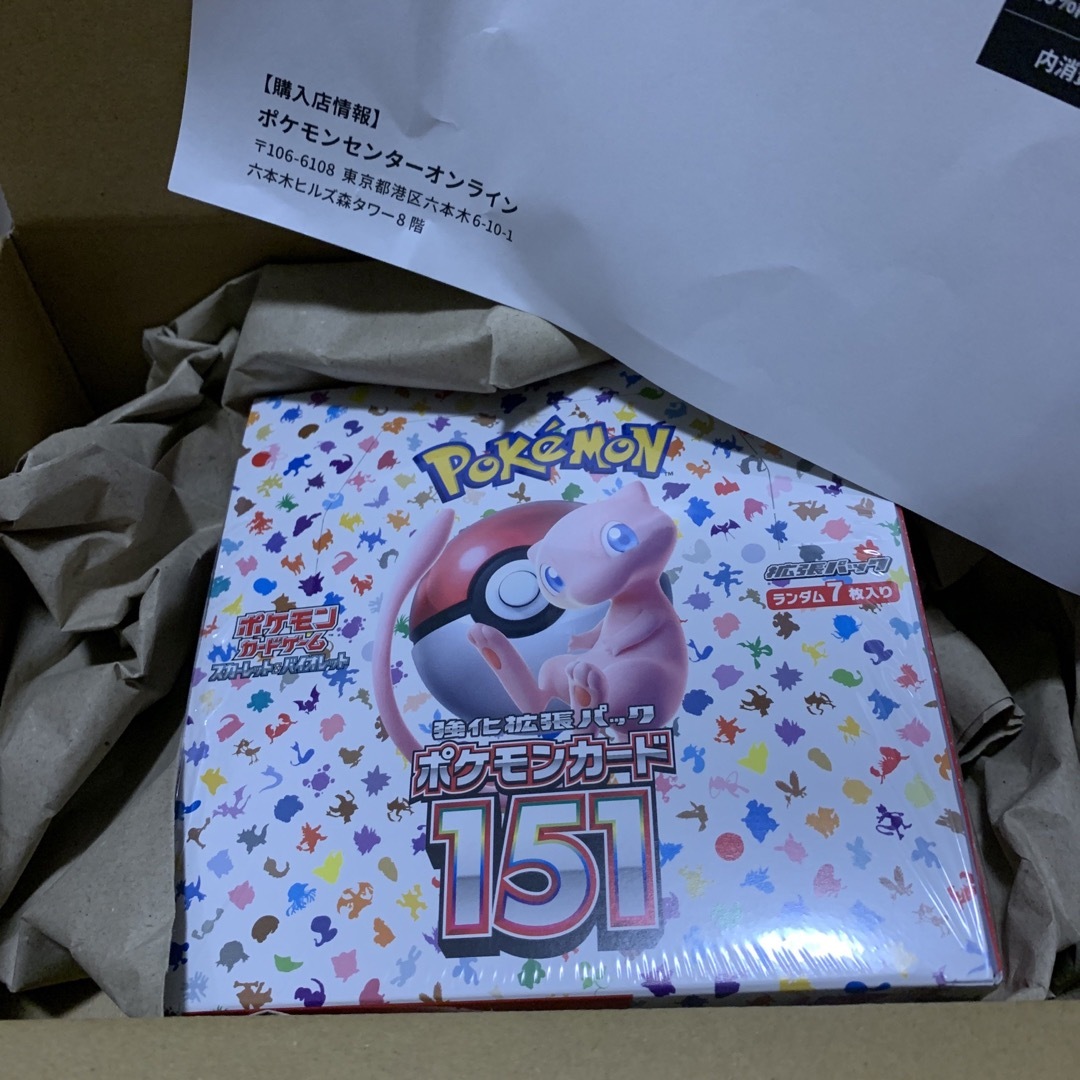 【購入店情報】
ポケモンセンターオンライン
〒106-6108 東京都港区六本木6-10-1
六本木ヒルズ森タワー8階
内消
POKéMON
TM
拡張パック
ランダム7枚入り
ポケモン
カードゲーム
スカーレット&バイオレット
強化拡張パック
ポケモンカード
151